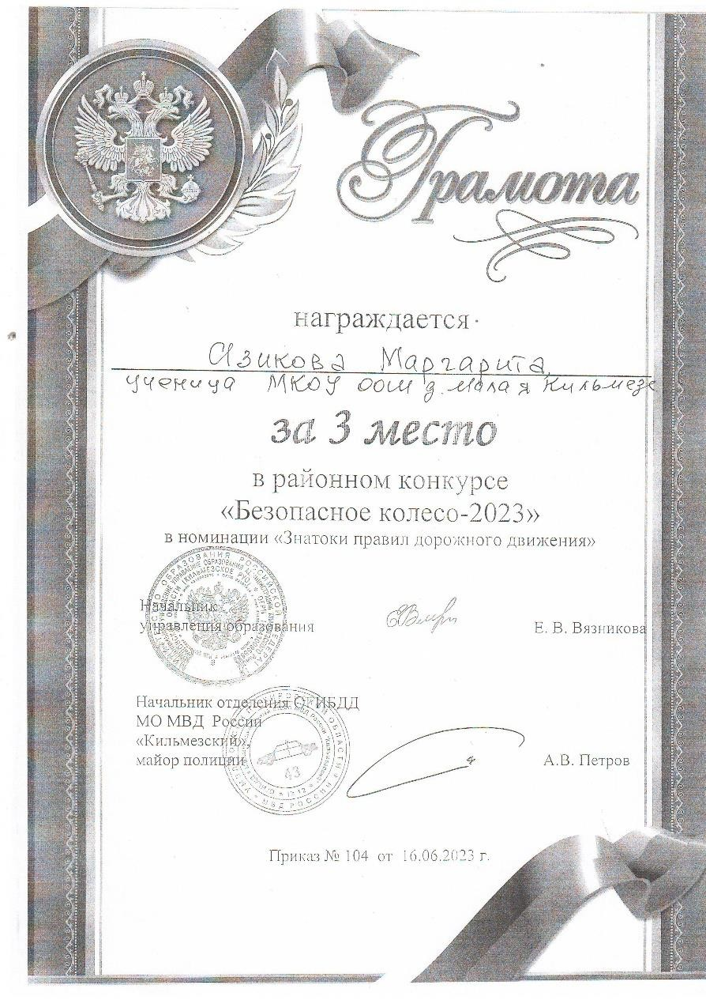 Грамота
награждается
Язикова Маргарита
ученица МКОУ ООШ д. Малая Кильмезь
за 3 место
в районном конкурсе
«Безопасное колесо-2023»
в номинации «Знатоки правил дорожного движения»
Начальник
управления образования
Е. В. Вязникова
Начальник отделения ОГИБДД
МО МВД России
«Кильмезский»,
майор полиции
А.В. Петров
43
Приказ № 104 от 16.06.2023 г.